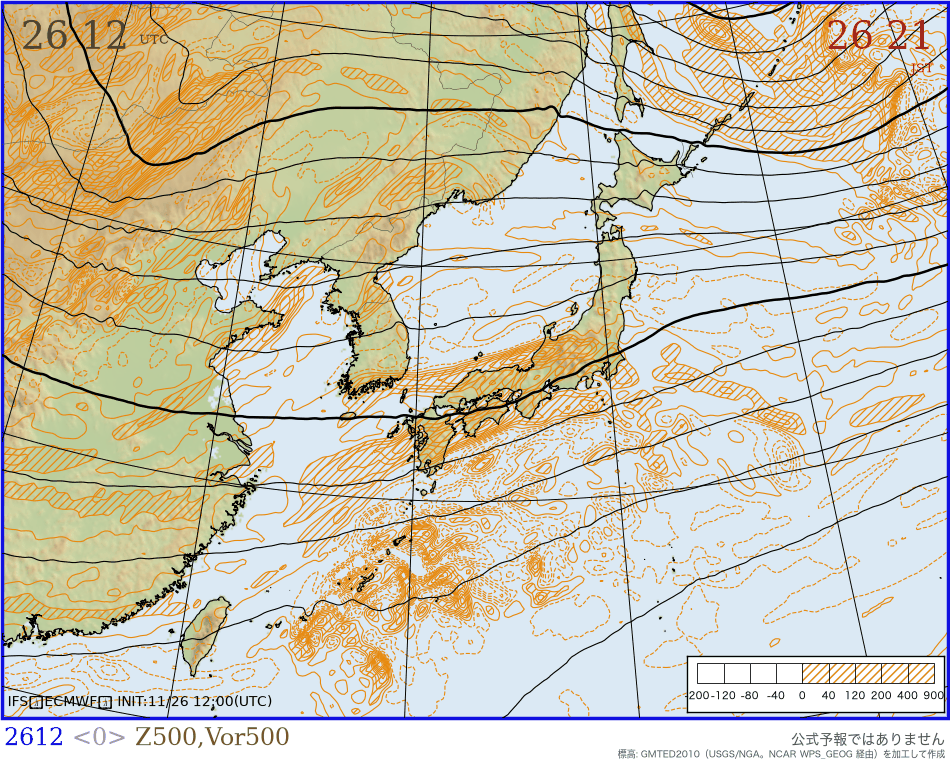 26 12 UTC
26 21 JST
-200 -120 -80 -40 0 40 120 200 400 900
IFS□ECMWF□ INIT:11/26 12:00(UTC)
2612 <0> Z500,Vor500
公式予報ではありません
標高: GMTED2010（USGS/NGA。NCAR WPS_GEOG 経由）を加工して作成